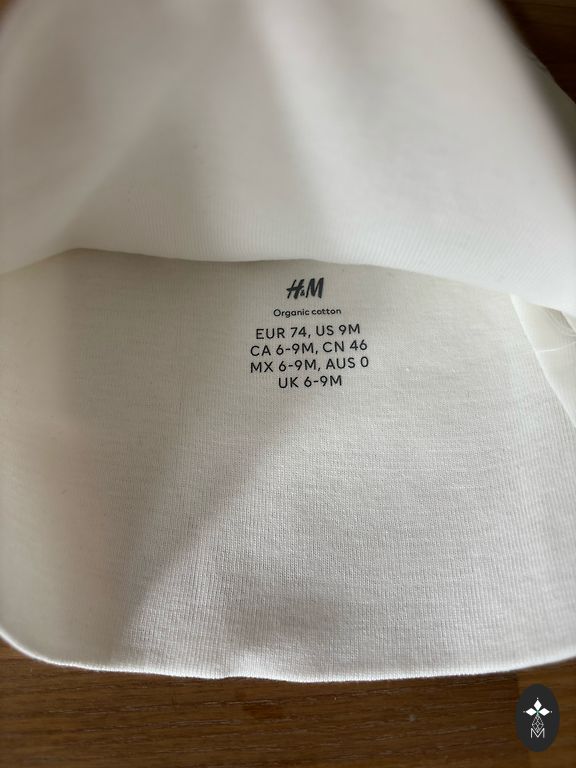 H&M
Organic cotton
EUR 74, US 9M
CA 6-9M, CN 46
MX 6-9M, AUS 0
UK 6-9M
M